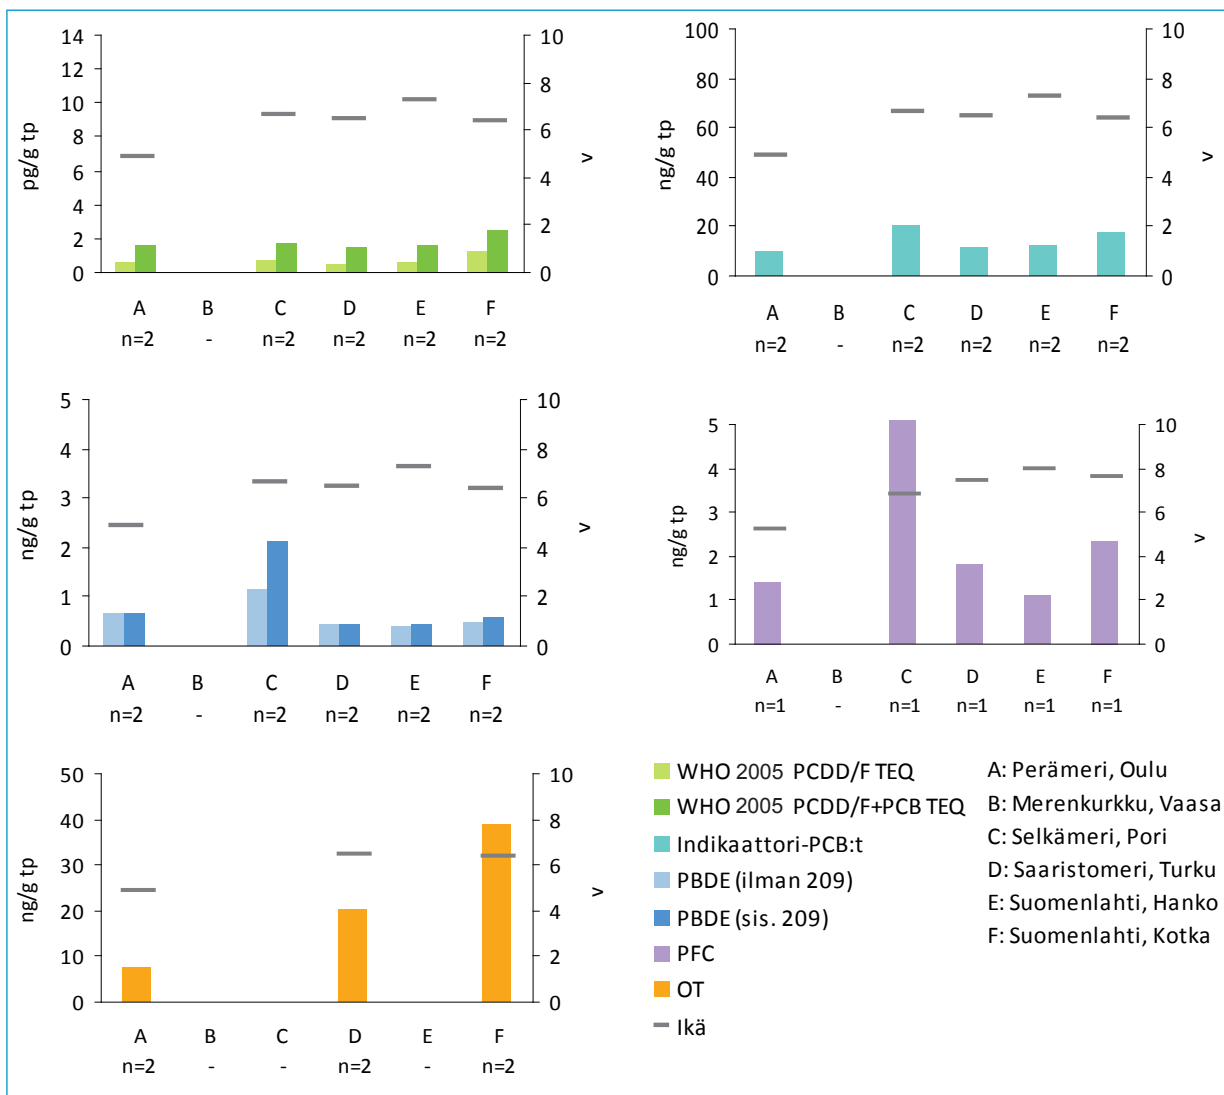 14
12
10
8
6
4
2
0
pg/g tp
10
8
6
4
2
0
v
A B C D E F
n=2 - n=2 n=2 n=2 n=2
100
80
60
40
20
0
ng/g tp
10
8
6
4
2
0
v
A B C D E F
n=2 - n=2 n=2 n=2 n=2
5
4
3
2
1
0
ng/g tp
10
8
6
4
2
0
v
A B C D E F
n=2 - n=2 n=2 n=2 n=2
5
4
3
2
1
0
ng/g tp
10
8
6
4
2
0
v
A B C D E F
n=1 - n=1 n=1 n=1 n=1
50
40
30
20
10
0
ng/g tp
10
8
6
4
2
0
v
A B C D E F
n=2 - - n=2 - n=2
WHO 2005 PCDD/F TEQ
WHO 2005 PCDD/F+PCB TEQ
Indikaattori-PCB:t
PBDE (ilman 209)
PBDE (sis. 209)
PFC
OT
Ikä
A: Perämeri, Oulu
B: Merenkurkku, Vaasa
C: Selkämeri, Pori
D: Saaristomeri, Turku
E: Suomenlahti, Hanko
F: Suomenlahti, Kotka